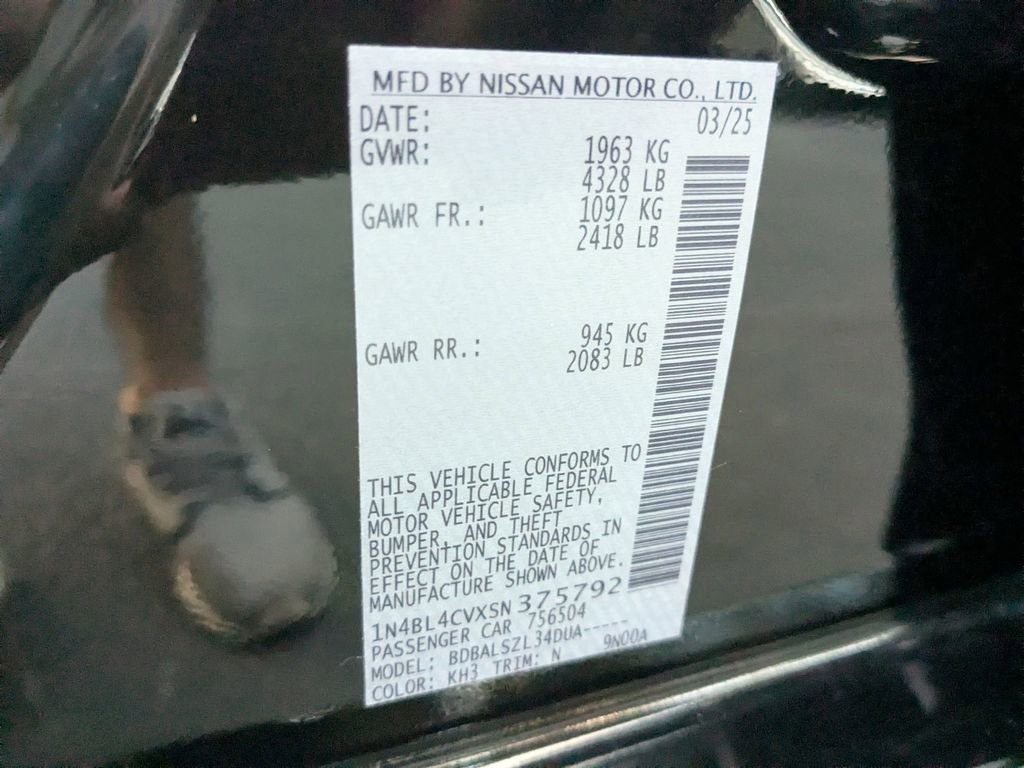 MFD BY NISSAN MOTOR CO., LTD.
DATE: 03/25
GVWR: 1963 KG
4328 LB
GAWR FR.: 1097 KG
2418 LB
GAWR RR.: 945 KG
2083 LB
THIS VEHICLE CONFORMS TO
ALL APPLICABLE FEDERAL
MOTOR VEHICLE SAFETY,
BUMPER, AND THEFT
PREVENTION STANDARDS IN
EFFECT ON THE DATE OF
MANUFACTURE SHOWN ABOVE.
1N4BL4CVXSN375792
PASSENGER CAR 756504
MODEL: BDBALSZL34DUA-----
COLOR: KH3 TRIM: N 9N00A